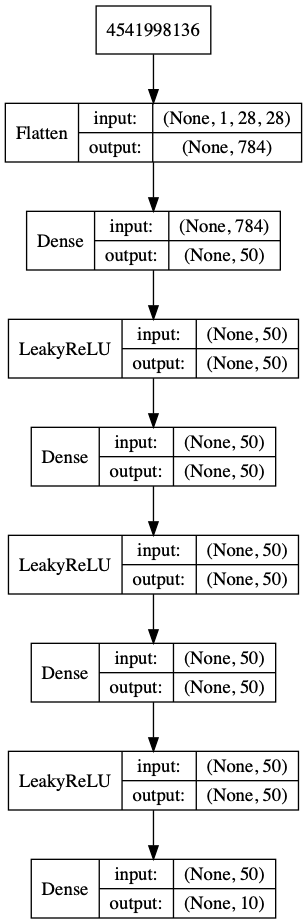 4541998136
Flatten
input: (None, 1, 28, 28)
output: (None, 784)
Dense
input: (None, 784)
output: (None, 50)
LeakyReLU
input: (None, 50)
output: (None, 50)
Dense
input: (None, 50)
output: (None, 50)
LeakyReLU
input: (None, 50)
output: (None, 50)
Dense
input: (None, 50)
output: (None, 50)
LeakyReLU
input: (None, 50)
output: (None, 50)
Dense
input: (None, 50)
output: (None, 10)